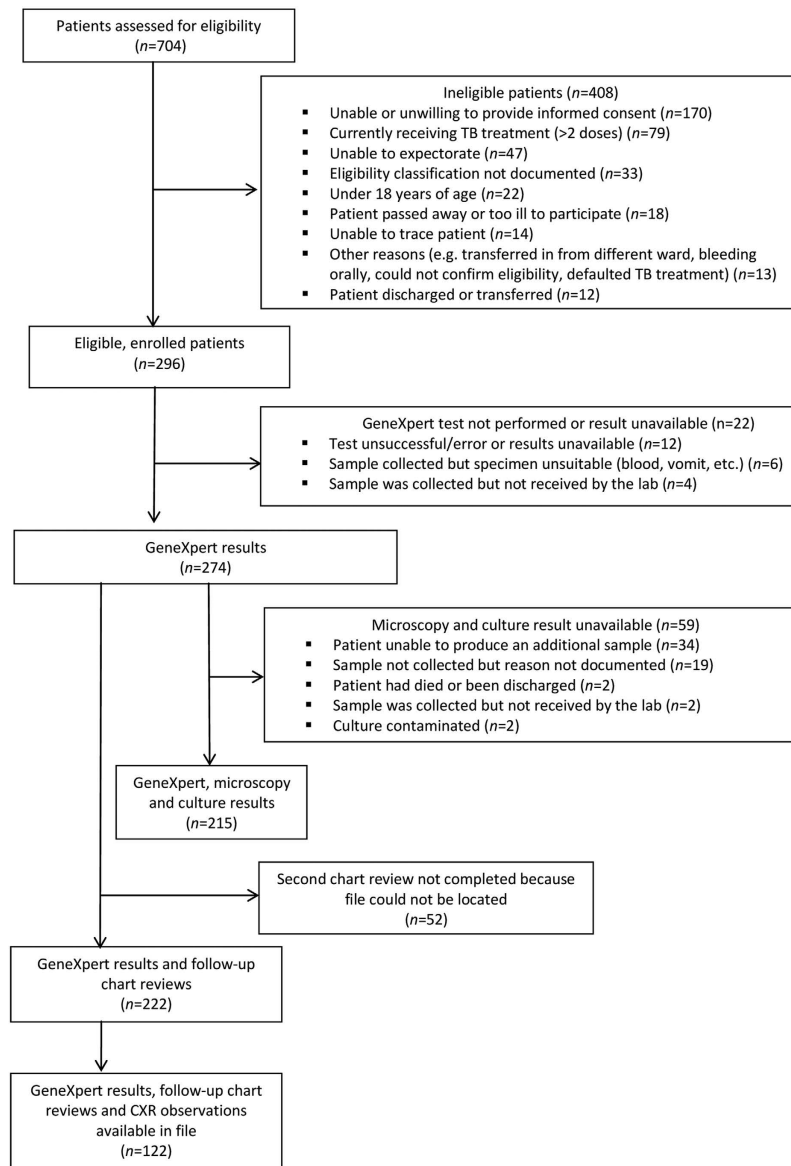 Patients assessed for eligibility
(n=704)
Ineligible patients (n=408)
▪ Unable or unwilling to provide informed consent (n=170)
▪ Currently receiving TB treatment (>2 doses) (n=79)
▪ Unable to expectorate (n=47)
▪ Eligibility classification not documented (n=33)
▪ Under 18 years of age (n=22)
▪ Patient passed away or too ill to participate (n=18)
▪ Unable to trace patient (n=14)
▪ Other reasons (e.g. transferred in from different ward, bleeding
orally, could not confirm eligibility, defaulted TB treatment) (n=13)
▪ Patient discharged or transferred (n=12)
Eligible, enrolled patients
(n=296)
GeneXpert test not performed or result unavailable (n=22)
▪ Test unsuccessful/error or results unavailable (n=12)
▪ Sample collected but specimen unsuitable (blood, vomit, etc.) (n=6)
▪ Sample was collected but not received by the lab (n=4)
GeneXpert results
(n=274)
Microscopy and culture result unavailable (n=59)
▪ Patient unable to produce an additional sample (n=34)
▪ Sample not collected but reason not documented (n=19)
▪ Patient had died or been discharged (n=2)
▪ Sample was collected but not received by the lab (n=2)
▪ Culture contaminated (n=2)
GeneXpert, microscopy
and culture results
(n=215)
Second chart review not completed because
file could not be located
(n=52)
GeneXpert results and follow-up
chart reviews
(n=222)
GeneXpert results, follow-up chart
reviews and CXR observations
available in file
(n=122)